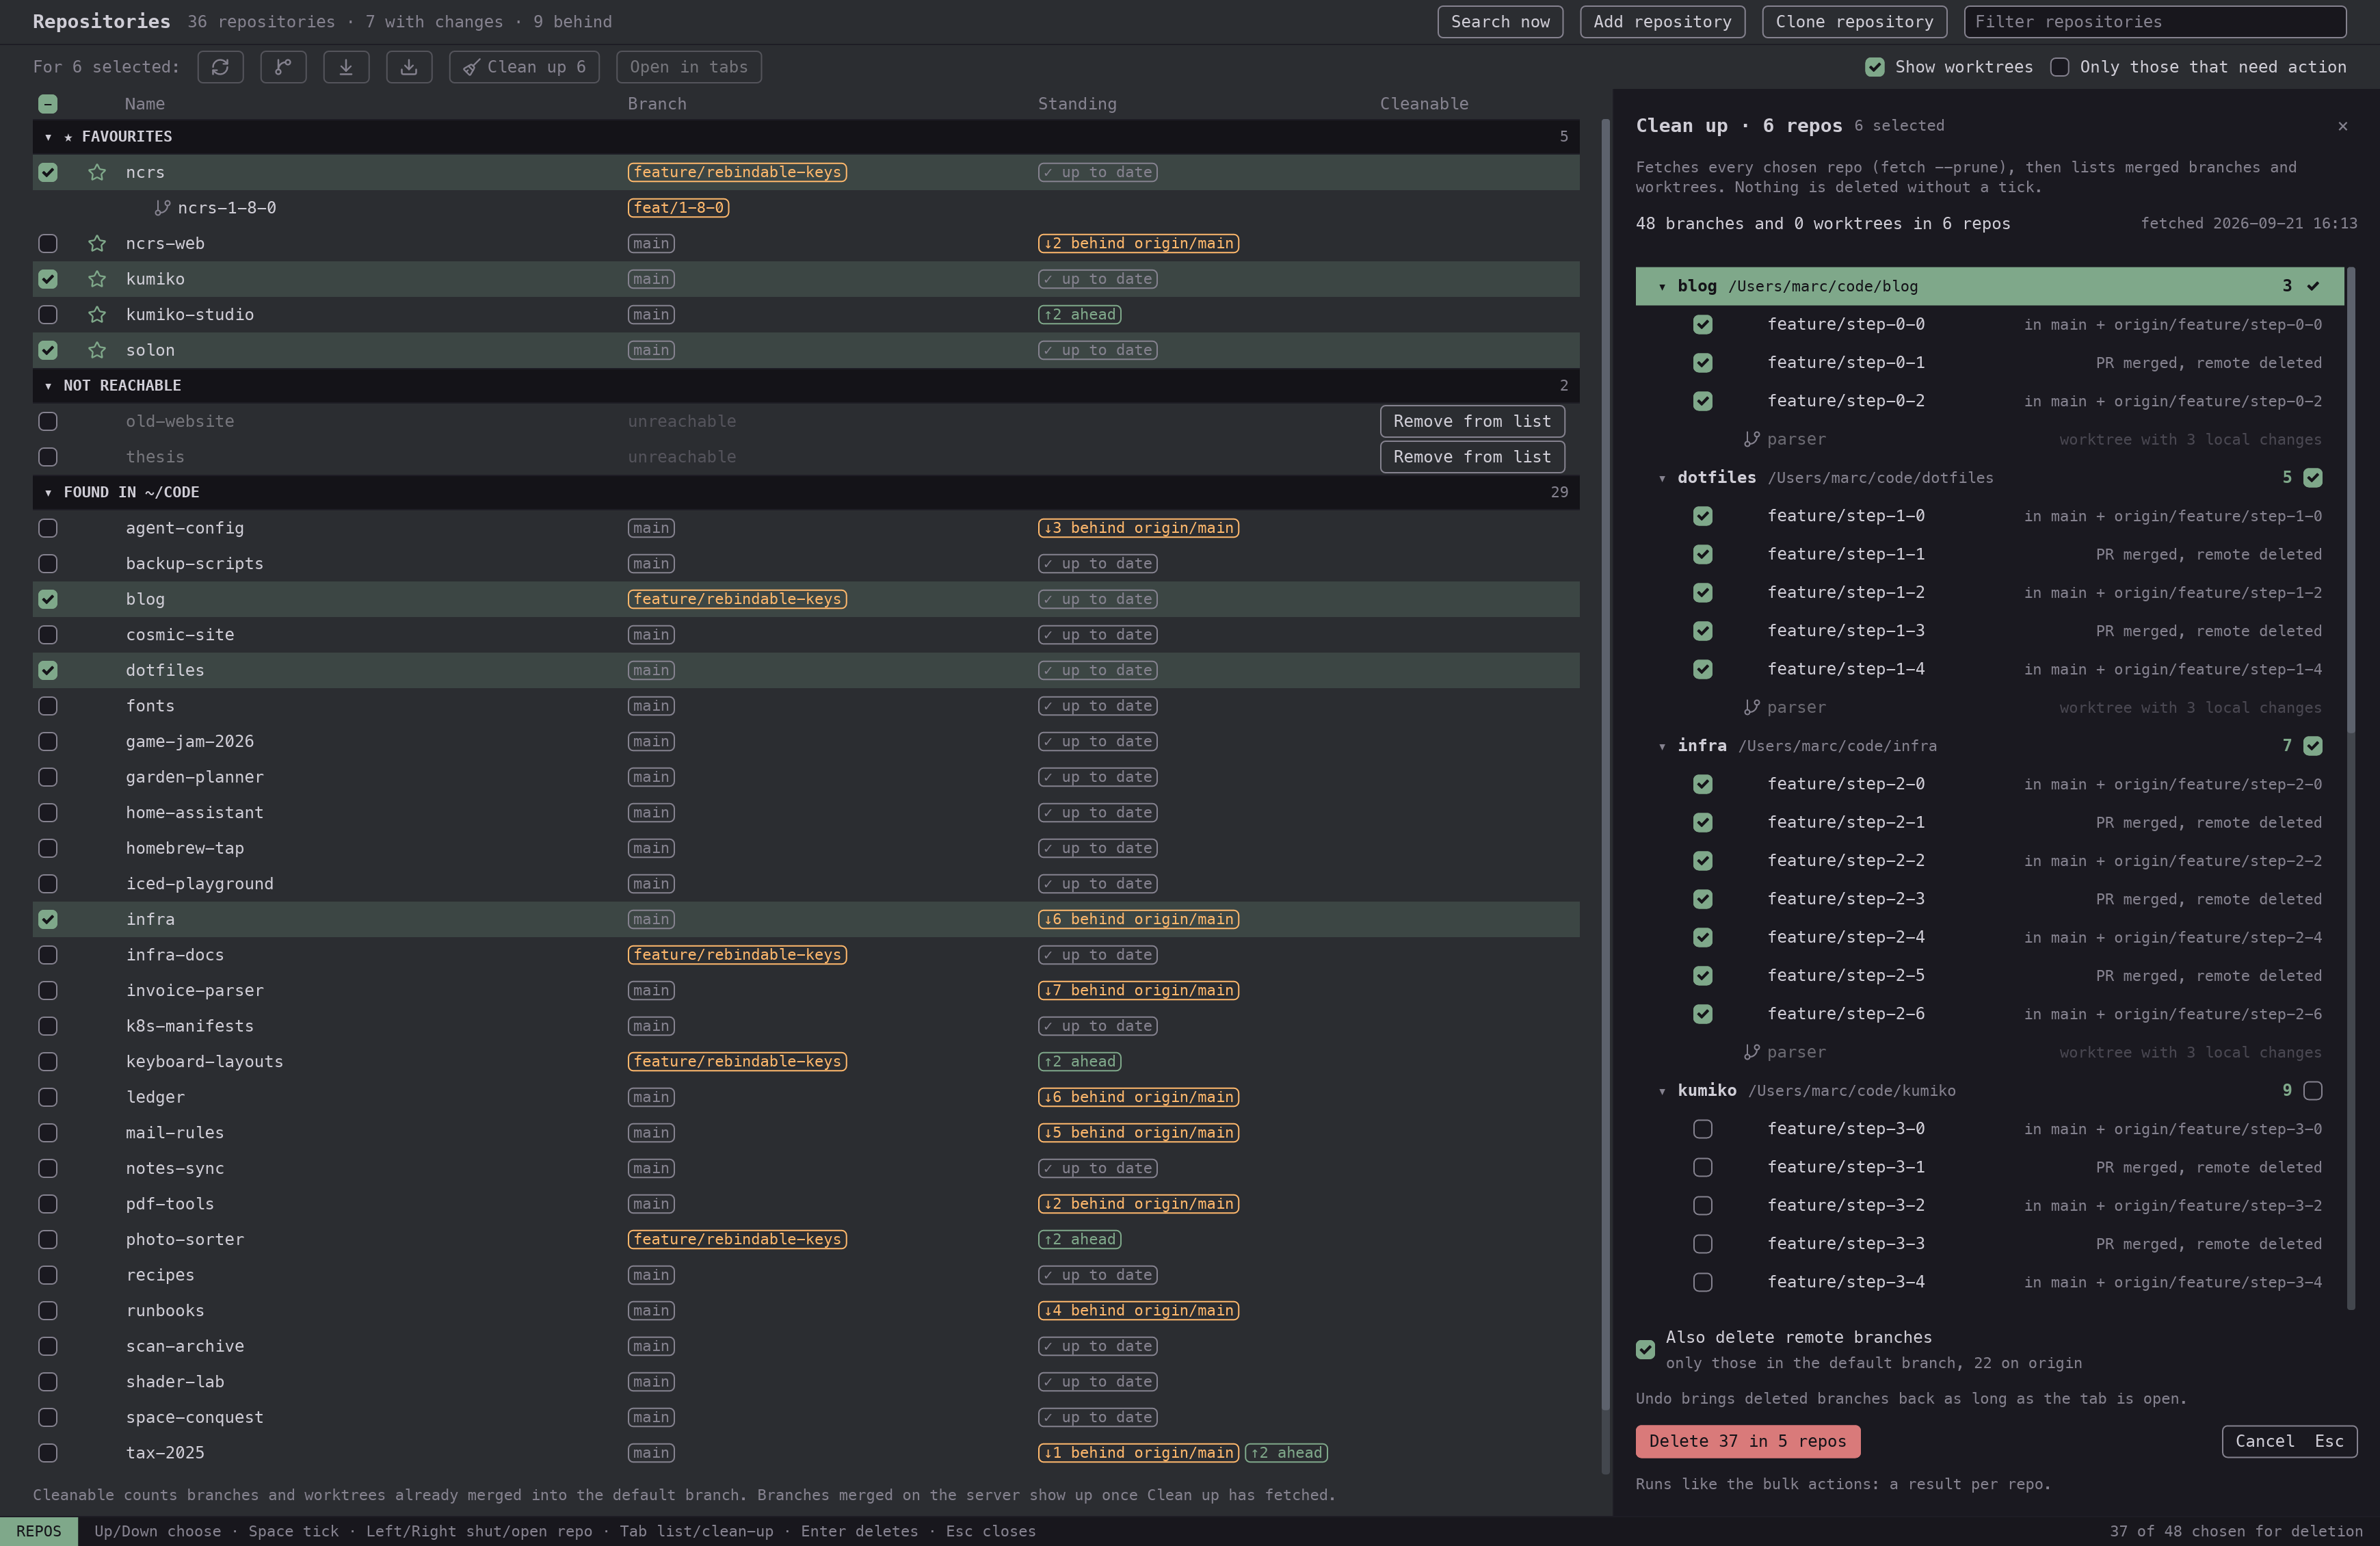 Repositories 36 repositories · 7 with changes · 9 behind Search now Add repository Clone repository Filter repositories
For 6 selected: Clean up 6 Open in tabs Show worktrees Only those that need action
Name Branch Standing Cleanable
▾ ★ FAVOURITES 5
ncrs feature/rebindable-keys ✓ up to date
ncrs-1-8-0 feat/1-8-0
ncrs-web main ↓2 behind origin/main
kumiko main ✓ up to date
kumiko-studio main ↑2 ahead
solon main ✓ up to date
▾ NOT REACHABLE 2
old-website unreachable Remove from list
thesis unreachable Remove from list
▾ FOUND IN ~/CODE 29
agent-config main ↓3 behind origin/main
backup-scripts main ✓ up to date
blog feature/rebindable-keys ✓ up to date
cosmic-site main ✓ up to date
dotfiles main ✓ up to date
fonts main ✓ up to date
game-jam-2026 main ✓ up to date
garden-planner main ✓ up to date
home-assistant main ✓ up to date
homebrew-tap main ✓ up to date
iced-playground main ✓ up to date
infra main ↓6 behind origin/main
infra-docs feature/rebindable-keys ✓ up to date
invoice-parser main ↓7 behind origin/main
k8s-manifests main ✓ up to date
keyboard-layouts feature/rebindable-keys ↑2 ahead
ledger main ↓6 behind origin/main
mail-rules main ↓5 behind origin/main
notes-sync main ✓ up to date
pdf-tools main ↓2 behind origin/main
photo-sorter feature/rebindable-keys ↑2 ahead
recipes main ✓ up to date
runbooks main ↓4 behind origin/main
scan-archive main ✓ up to date
shader-lab main ✓ up to date
space-conquest main ✓ up to date
tax-2025 main ↓1 behind origin/main ↑2 ahead
Cleanable counts branches and worktrees already merged into the default branch. Branches merged on the server show up once Clean up has fetched.
Clean up · 6 repos 6 selected ×
Fetches every chosen repo (fetch --prune), then lists merged branches and
worktrees. Nothing is deleted without a tick.
48 branches and 0 worktrees in 6 repos fetched 2026-09-21 16:13
▾ blog /Users/marc/code/blog 3
feature/step-0-0 in main + origin/feature/step-0-0
feature/step-0-1 PR merged, remote deleted
feature/step-0-2 in main + origin/feature/step-0-2
parser worktree with 3 local changes
▾ dotfiles /Users/marc/code/dotfiles 5
feature/step-1-0 in main + origin/feature/step-1-0
feature/step-1-1 PR merged, remote deleted
feature/step-1-2 in main + origin/feature/step-1-2
feature/step-1-3 PR merged, remote deleted
feature/step-1-4 in main + origin/feature/step-1-4
parser worktree with 3 local changes
▾ infra /Users/marc/code/infra 7
feature/step-2-0 in main + origin/feature/step-2-0
feature/step-2-1 PR merged, remote deleted
feature/step-2-2 in main + origin/feature/step-2-2
feature/step-2-3 PR merged, remote deleted
feature/step-2-4 in main + origin/feature/step-2-4
feature/step-2-5 PR merged, remote deleted
feature/step-2-6 in main + origin/feature/step-2-6
parser worktree with 3 local changes
▾ kumiko /Users/marc/code/kumiko 9
feature/step-3-0 in main + origin/feature/step-3-0
feature/step-3-1 PR merged, remote deleted
feature/step-3-2 in main + origin/feature/step-3-2
feature/step-3-3 PR merged, remote deleted
feature/step-3-4 in main + origin/feature/step-3-4
Also delete remote branches
only those in the default branch, 22 on origin
Undo brings deleted branches back as long as the tab is open.
Delete 37 in 5 repos Cancel Esc
Runs like the bulk actions: a result per repo.
REPOS Up/Down choose · Space tick · Left/Right shut/open repo · Tab list/clean-up · Enter deletes · Esc closes 37 of 48 chosen for deletion